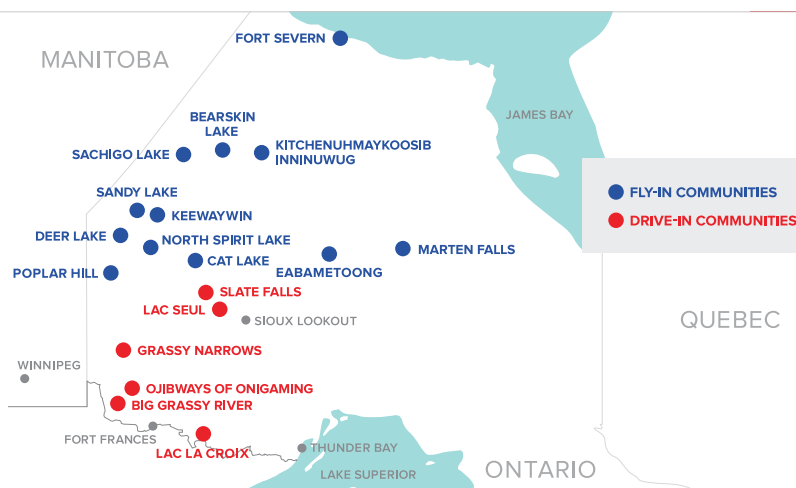 FORT SEVERN
MANITOBA
JAMES BAY
BEARSKIN
LAKE
SACHIGO LAKE
KITCHENUHMAYKOOSIB
INNINUWUG
SANDY LAKE
KEEWAYWIN
FLY-IN COMMUNITIES
DRIVE-IN COMMUNITIES
DEER LAKE
NORTH SPIRIT LAKE
MARTEN FALLS
CAT LAKE
POPLAR HILL
EABAMETOONG
SLATE FALLS
LAC SEUL
SIOUX LOOKOUT
QUEBEC
GRASSY NARROWS
WINNIPEG
OJIBWAYS OF ONIGAMING
BIG GRASSY RIVER
FORT FRANCES
LAC LA CROIX
THUNDER BAY
LAKE SUPERIOR
ONTARIO